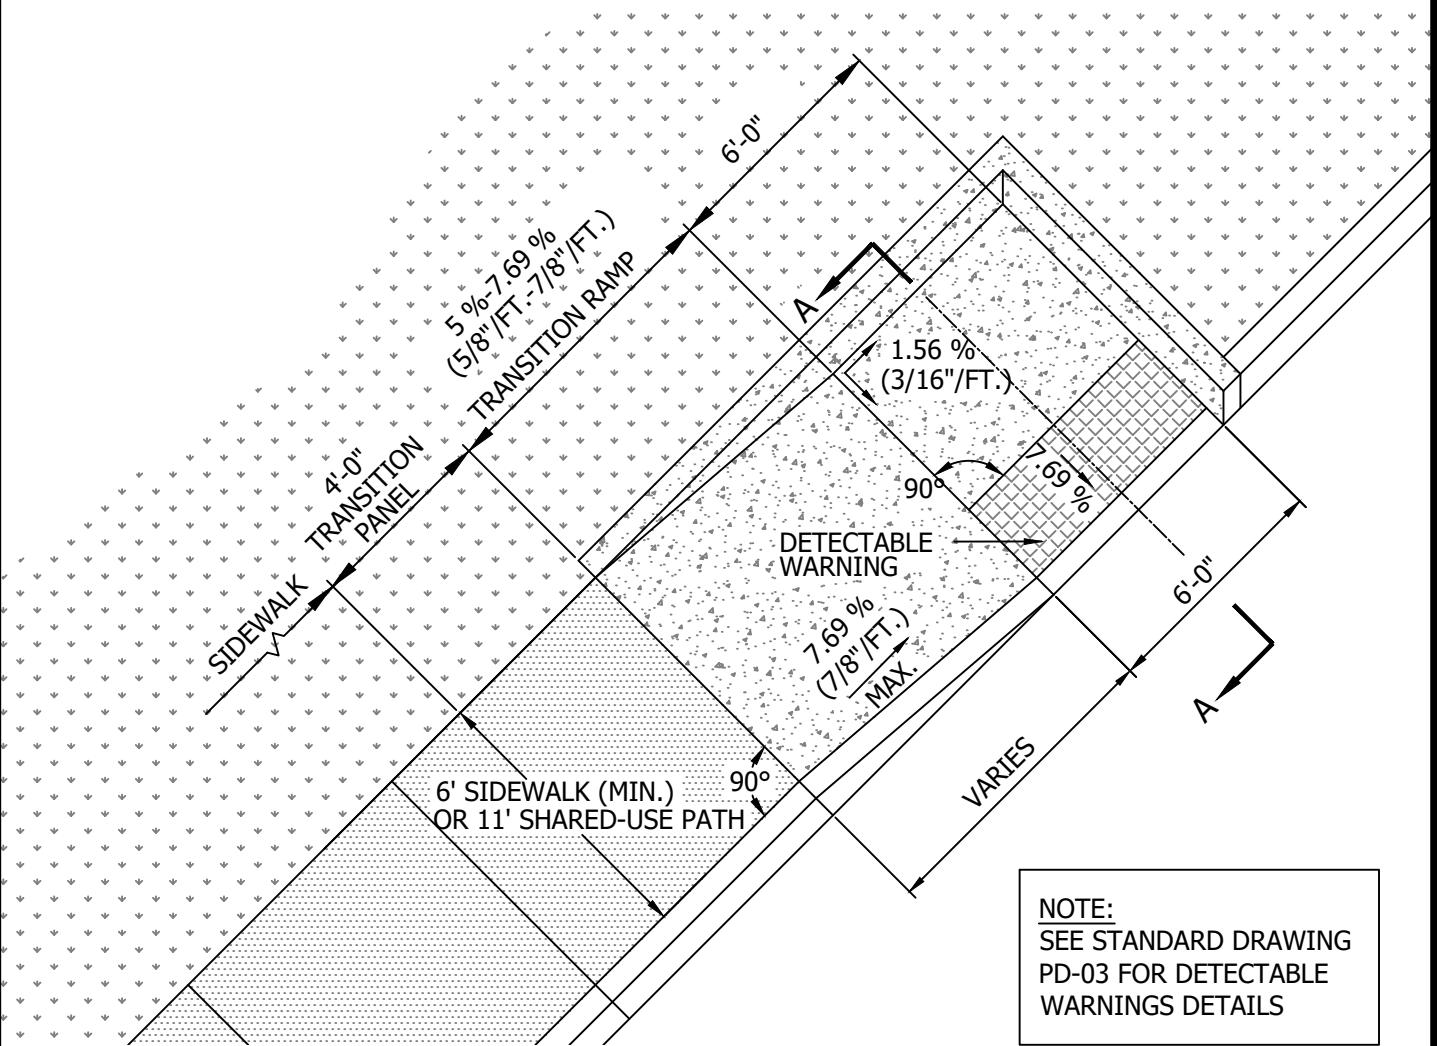 6'-0"
5 %-7.69 %
(5/8"/FT.-7/8"/FT.)
TRANSITION RAMP
4'-0"
TRANSITION
PANEL
SIDEWALK
A
1.56 %
(3/16"/FT.)
90°
7.69 %
DETECTABLE
WARNING
7.69 %
(7/8"/FT.)
MAX.
6'-0"
A
VARIES
6' SIDEWALK (MIN.)
OR 11' SHARED-USE PATH
90°
NOTE:
SEE STANDARD DRAWING
PD-03 FOR DETECTABLE
WARNINGS DETAILS